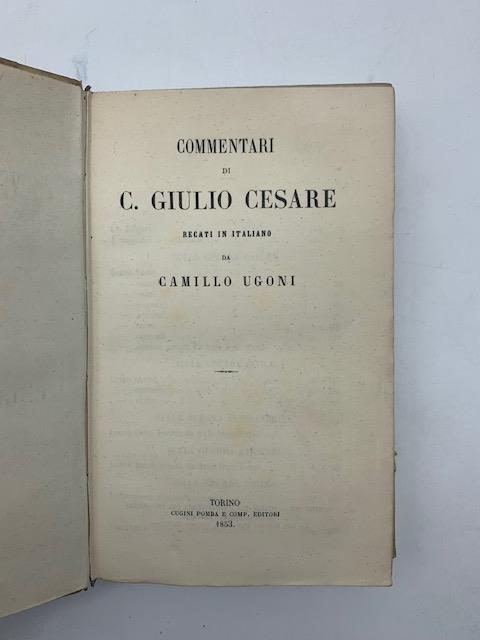 COMMENTARI
DI
C. GIULIO CESARE
RECATI IN ITALIANO
DA
CAMILLO UGONI
TORINO
CUGINI POMBA E COMP. EDITORI
1853.